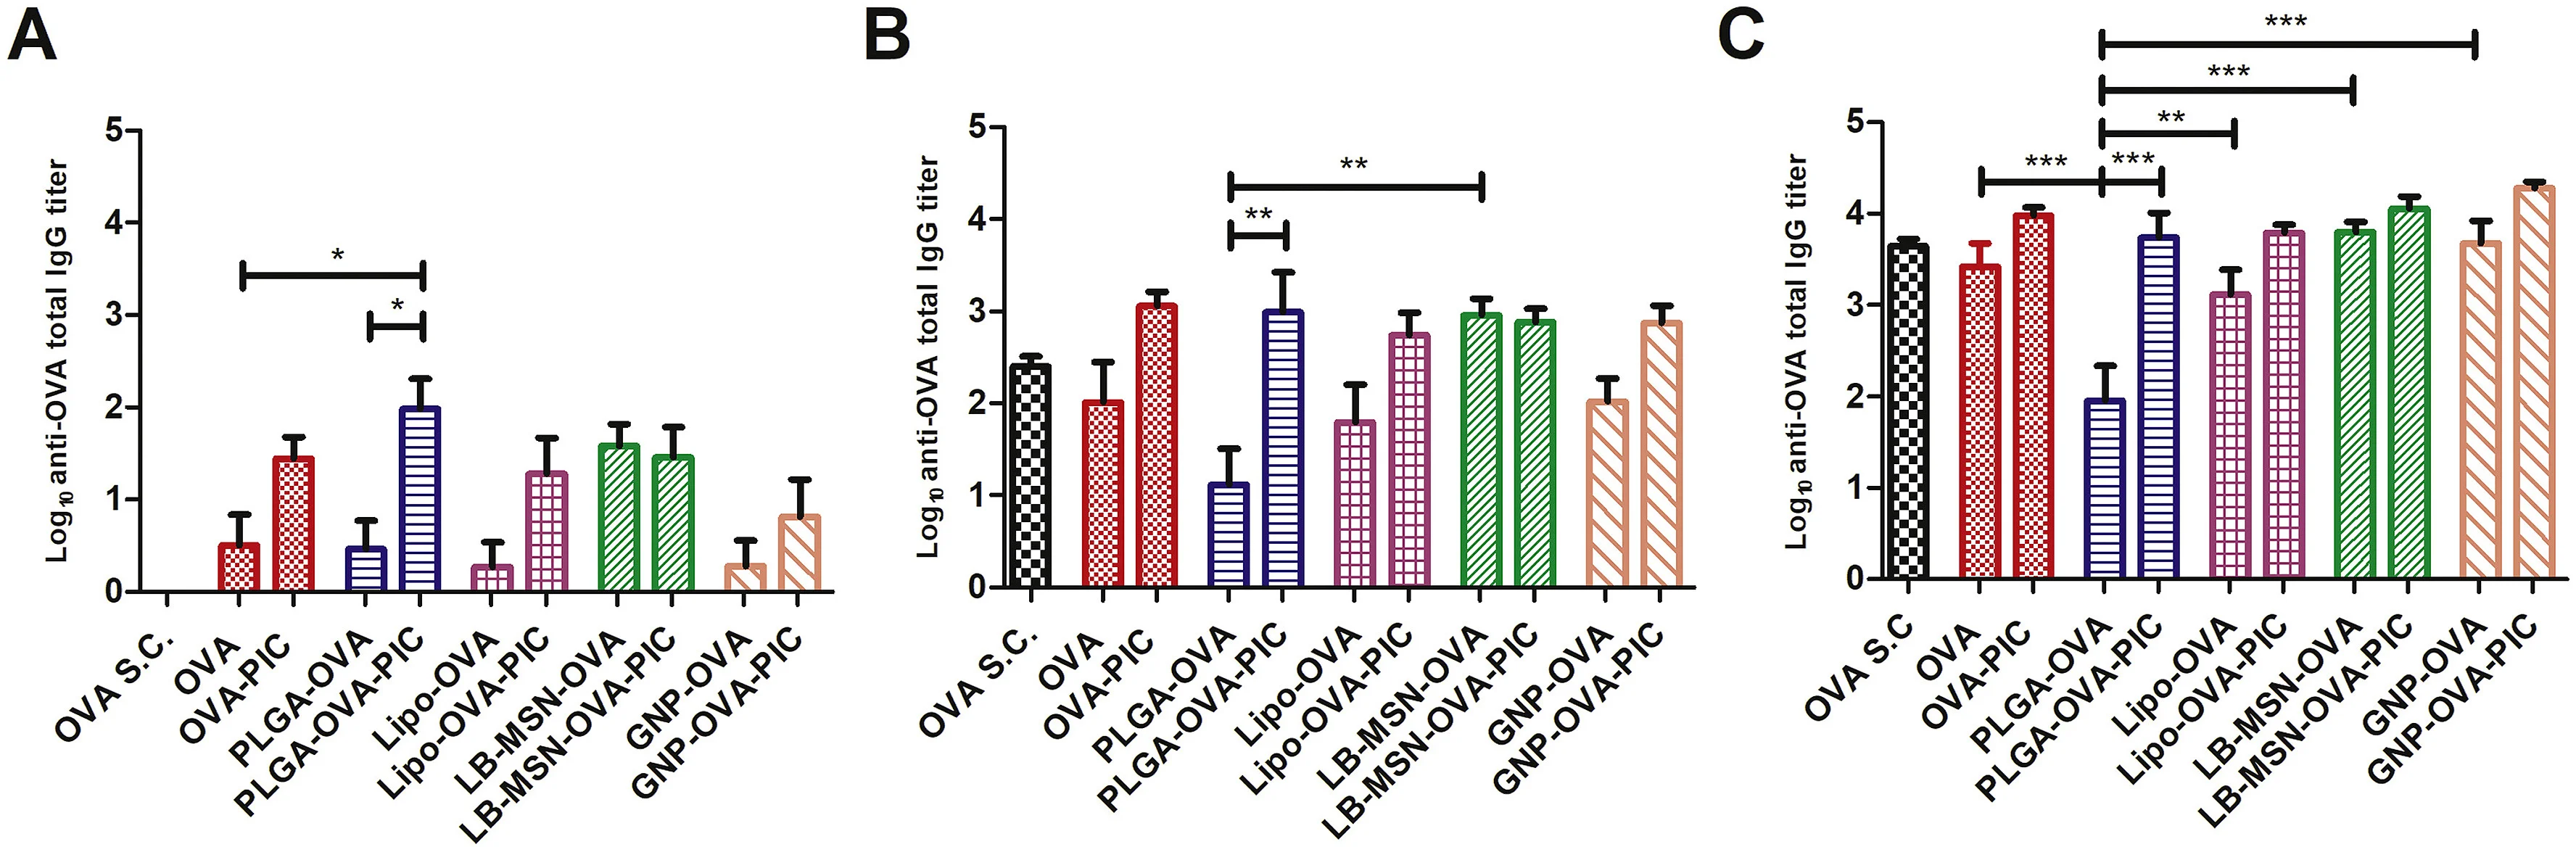 A
Log10 anti-OVA total IgG titer
5
4
3
2
1
0
*
*
OVA S.C.
OVA
OVA-PIC
PLGA-OVA
PLGA-OVA-PIC
Lipo-OVA
Lipo-OVA-PIC
LB-MSN-OVA
LB-MSN-OVA-PIC
GNP-OVA
GNP-OVA-PIC
B
Log10 anti-OVA total IgG titer
5
4
3
2
1
0
**
**
OVA S.C.
OVA
OVA-PIC
PLGA-OVA
PLGA-OVA-PIC
Lipo-OVA
Lipo-OVA-PIC
LB-MSN-OVA
LB-MSN-OVA-PIC
GNP-OVA
GNP-OVA-PIC
C
Log10 anti-OVA total IgG titer
5
4
3
2
1
0
***
***
**
*** ***
OVA S.C
OVA
OVA-PIC
PLGA-OVA
PLGA-OVA-PIC
Lipo-OVA
Lipo-OVA-PIC
LB-MSN-OVA
LB-MSN-OVA-PIC
GNP-OVA
GNP-OVA-PIC